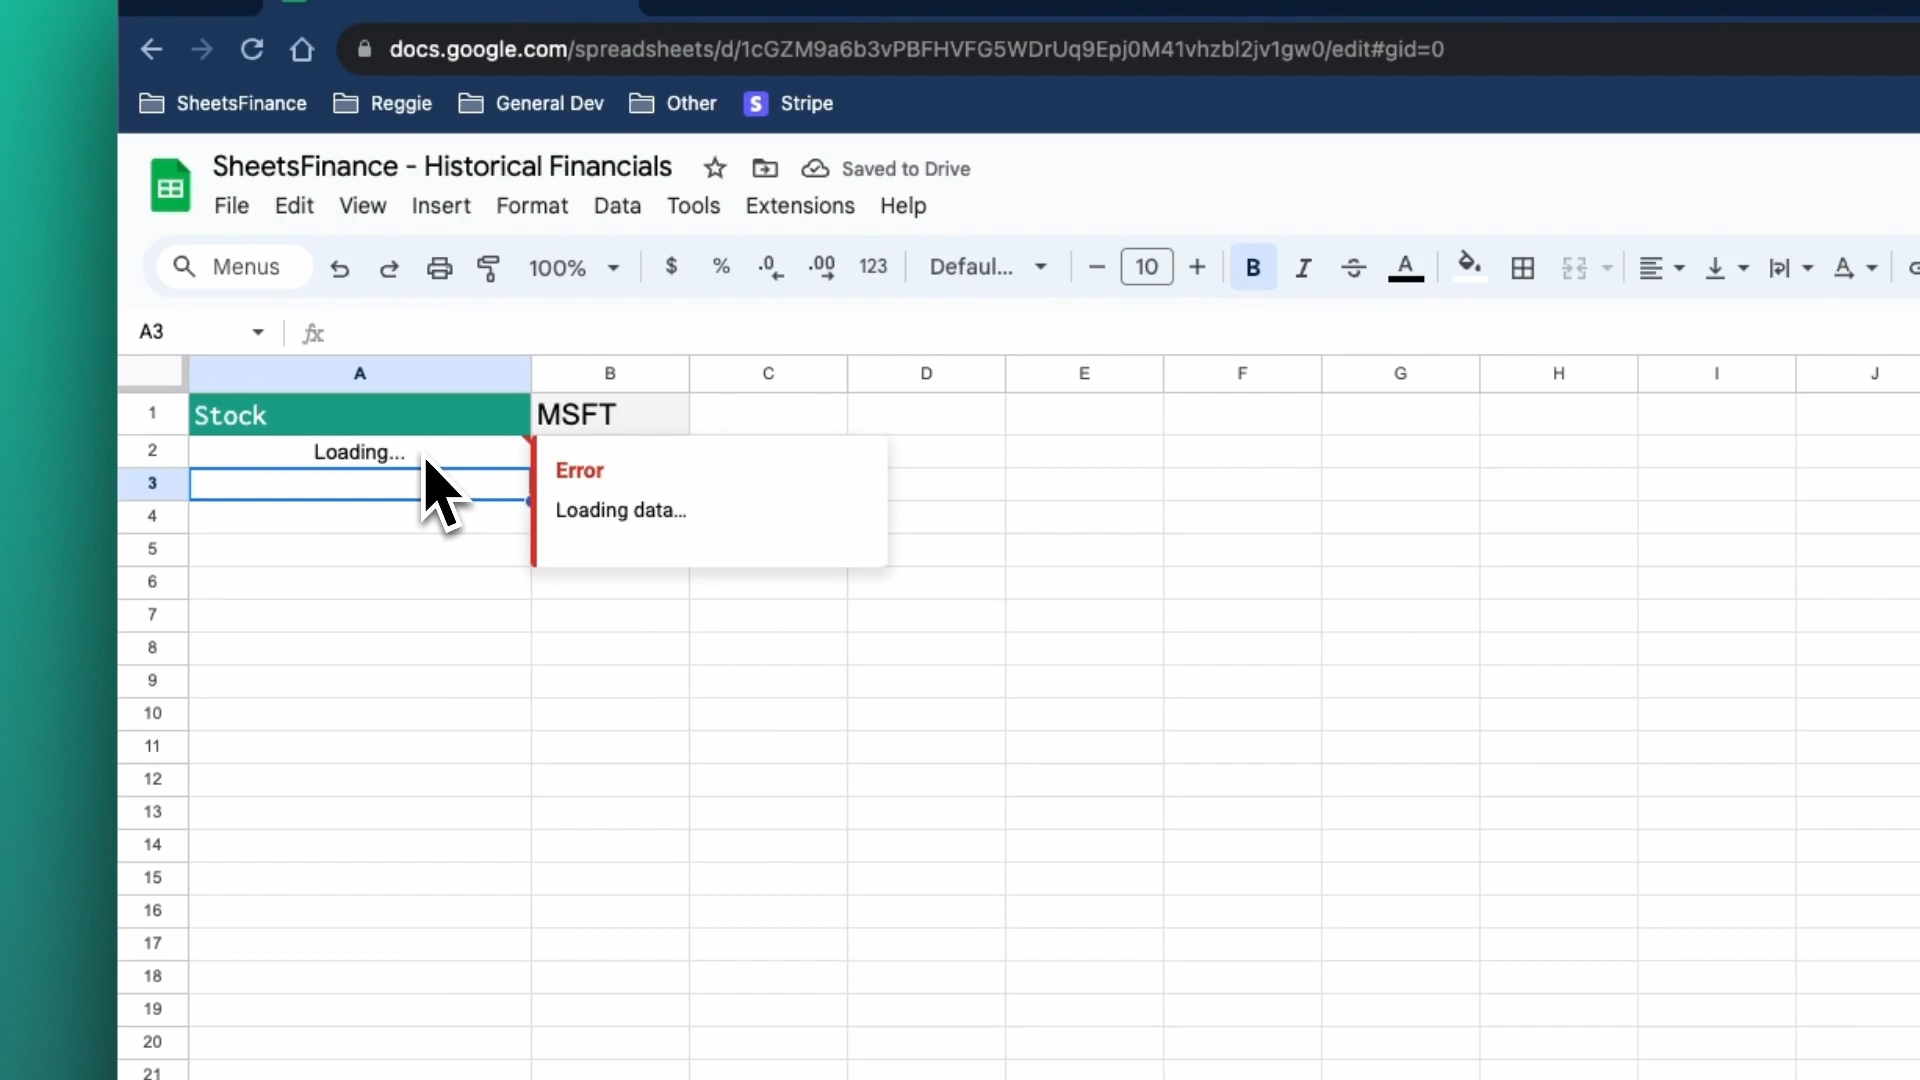 docs.google.com/spreadsheets/d/1cGZM9a6b3vPBFHVFG5WDrUq9Epj0M41vhzbl2jv1gw0/edit#gid=0
SheetsFinance Reggie General Dev Other S Stripe
SheetsFinance - Historical Financials Saved to Drive
File Edit View Insert Format Data Tools Extensions Help
Menus 100% $ % .0 .00 123 Defaul... − 10 + B I A A
A3 fx
A B C D E F G H I J
1 Stock MSFT
2 Loading...
Error
3
Loading data...
4
5
6
7
8
9
10
11
12
13
14
15
16
17
18
19
20
21